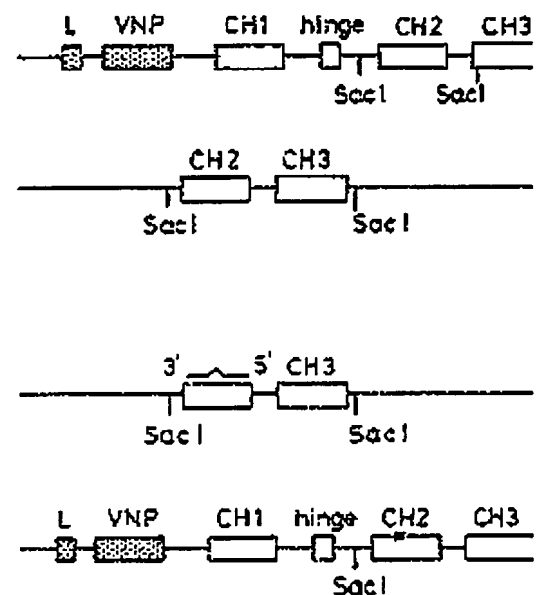 L VNP CH1 hinge CH2 CH3
SacI SacI
CH2 CH3
SacI SacI
3' 5' CH3
SacI SacI
L VNP CH1 hinge CH2 CH3
SacI